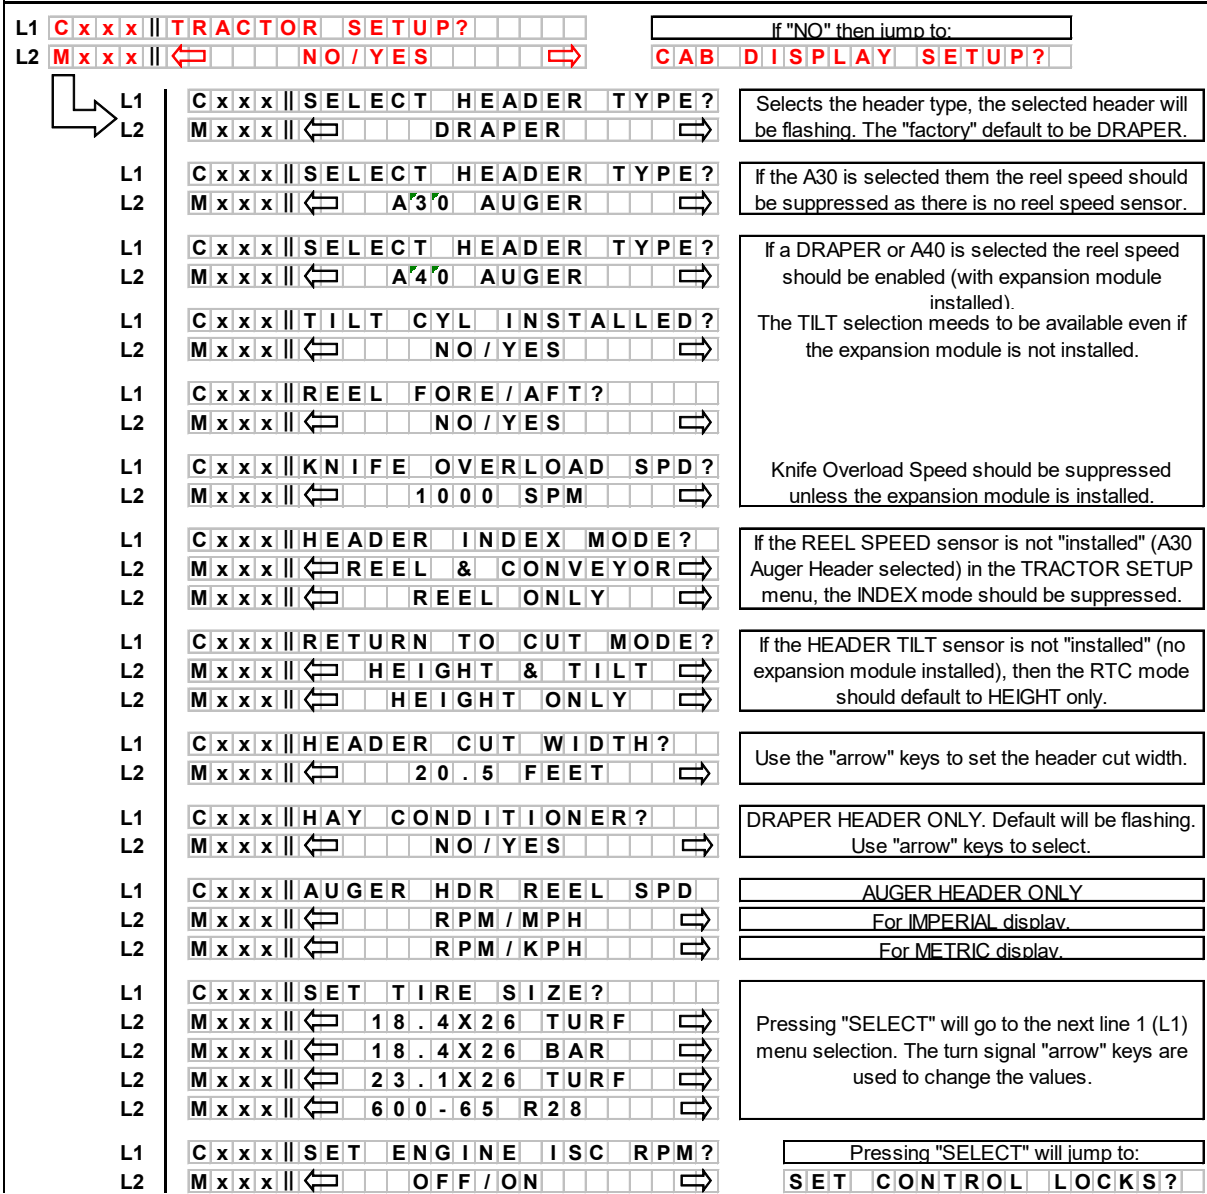 L1 Cxxx||TRACTOR SETUP? If "NO" then jump to:
L2 Mxxx|| NO/YES CAB DISPLAY SETUP?
L1 Cxxx||SELECT HEADER TYPE? Selects the header type, the selected header will
L2 Mxxx|| DRAPER be flashing. The "factory" default to be DRAPER.
L1 Cxxx||SELECT HEADER TYPE? If the A30 is selected them the reel speed should
L2 Mxxx|| A30 AUGER be suppressed as there is no reel speed sensor.
L1 Cxxx||SELECT HEADER TYPE? If a DRAPER or A40 is selected the reel speed
L2 Mxxx|| A40 AUGER should be enabled (with expansion module
installed).
L1 Cxxx||TILT CYL INSTALLED? The TILT selection meeds to be available even if
L2 Mxxx|| NO/YES the expansion module is not installed.
L1 Cxxx||REEL FORE/AFT?
L2 Mxxx|| NO/YES
L1 Cxxx||KNIFE OVERLOAD SPD? Knife Overload Speed should be suppressed
L2 Mxxx|| 1000 SPM unless the expansion module is installed.
L1 Cxxx||HEADER INDEX MODE? If the REEL SPEED sensor is not "installed" (A30
L2 Mxxx|| REEL & CONVEYOR Auger Header selected) in the TRACTOR SETUP
L2 Mxxx|| REEL ONLY menu, the INDEX mode should be suppressed.
L1 Cxxx||RETURN TO CUT MODE? If the HEADER TILT sensor is not "installed" (no
L2 Mxxx|| HEIGHT & TILT expansion module installed), then the RTC mode
L2 Mxxx|| HEIGHT ONLY should default to HEIGHT only.
L1 Cxxx||HEADER CUT WIDTH?
L2 Mxxx|| 20.5 FEET Use the "arrow" keys to set the header cut width.
L1 Cxxx||HAY CONDITIONER? DRAPER HEADER ONLY. Default will be flashing.
L2 Mxxx|| NO/YES Use "arrow" keys to select.
L1 Cxxx||AUGER HDR REEL SPD AUGER HEADER ONLY
L2 Mxxx|| RPM/MPH For IMPERIAL display.
L2 Mxxx|| RPM/KPH For METRIC display.
L1 Cxxx||SET TIRE SIZE?
L2 Mxxx|| 18.4X26 TURF Pressing "SELECT" will go to the next line 1 (L1)
L2 Mxxx|| 18.4X26 BAR menu selection. The turn signal "arrow" keys are
L2 Mxxx|| 23.1X26 TURF used to change the values.
L2 Mxxx|| 600-65 R28
L1 Cxxx||SET ENGINE ISC RPM? Pressing "SELECT" will jump to:
L2 Mxxx|| OFF/ON SET CONTROL LOCKS?